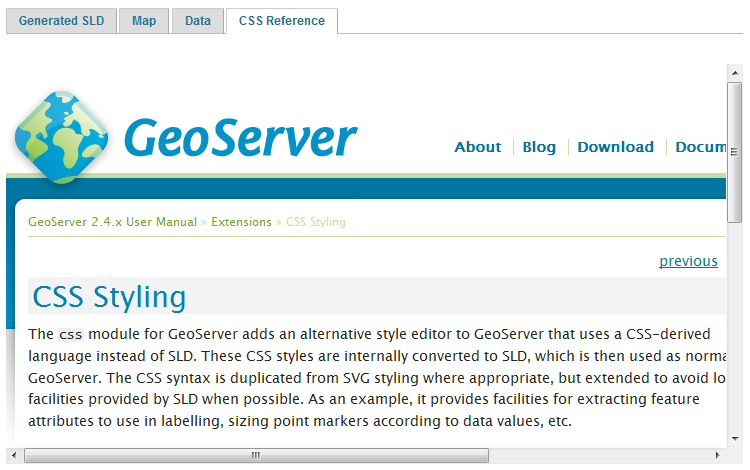 Generated SLD Map Data CSS Reference
GeoServer
About Blog Download Docum
GeoServer 2.4.x User Manual » Extensions » CSS Styling
previous
CSS Styling
The css module for GeoServer adds an alternative style editor to GeoServer that uses a CSS-derived
language instead of SLD. These CSS styles are internally converted to SLD, which is then used as norma
GeoServer. The CSS syntax is duplicated from SVG styling where appropriate, but extended to avoid lo
facilities provided by SLD when possible. As an example, it provides facilities for extracting feature
attributes to use in labelling, sizing point markers according to data values, etc.